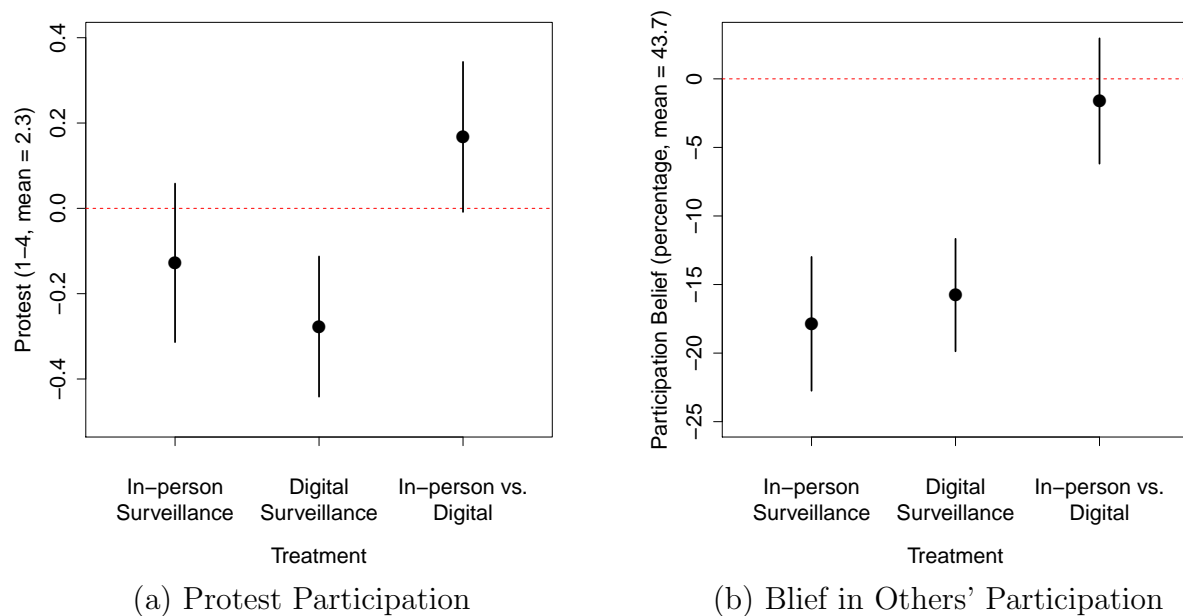 Protest (1−4, mean = 2.3)
0.4
0.2
0.0
−0.2
−0.4
In−person
Surveillance
Digital
Surveillance
In−person vs.
Digital
Treatment
(a) Protest Participation
Participation Belief (percentage, mean = 43.7)
0
−5
−10
−15
−20
−25
In−person
Surveillance
Digital
Surveillance
In−person vs.
Digital
Treatment
(b) Blief in Others’ Participation